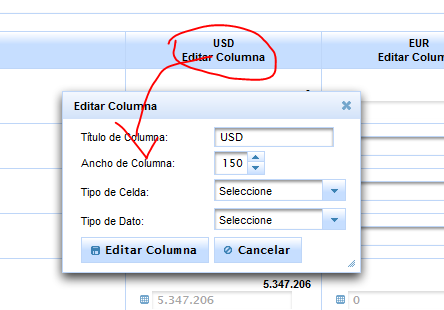 USD
Editar Columna
EUR
Editar Colum
Editar Columna
Título de Columna:
USD
Ancho de Columna:
150
Tipo de Celda:
Seleccione
Tipo de Dato:
Seleccione
Editar Columna
Cancelar
5.347.206
5.347.206
0